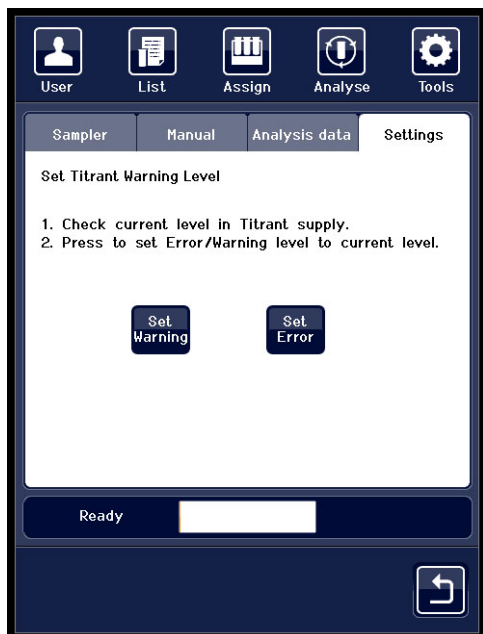 User List Assign Analyse Tools
Sampler Manual Analysis data Settings
Set Titrant Warning Level
1. Check current level in Titrant supply.
2. Press to set Error/Warning level to current level.
Set Warning
Set Error
Ready